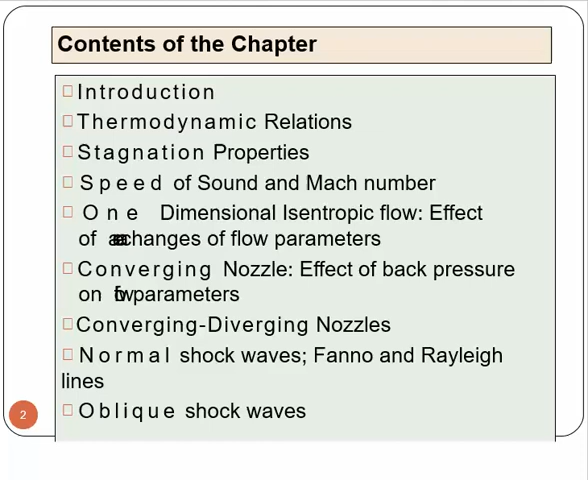 Contents of the Chapter
Introduction
Thermodynamic Relations
Stagnation Properties
Speed of Sound and Mach number
One Dimensional Isentropic flow: Effect
of changes of flow parameters
Converging Nozzle: Effect of back pressure
on parameters
Converging-Diverging Nozzles
Normal shock waves; Fanno and Rayleigh
lines
Oblique shock waves
2